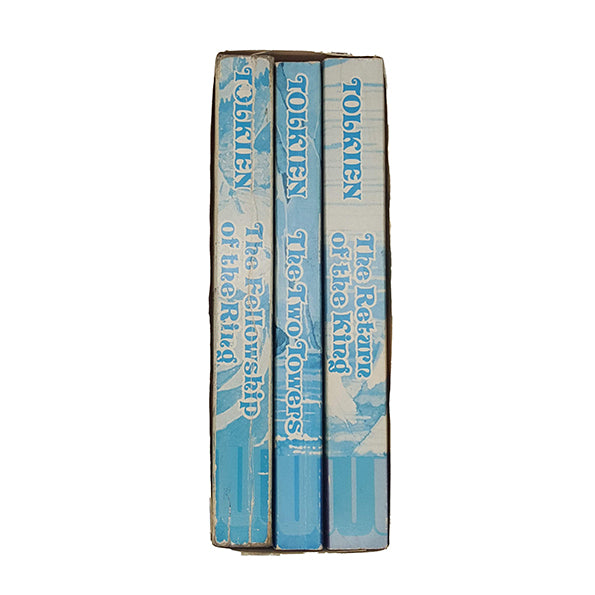 TOLKIEN
The Fellowship
of the Ring
U
TOLKIEN
The Two Towers
U
TOLKIEN
The Return
of the King
U